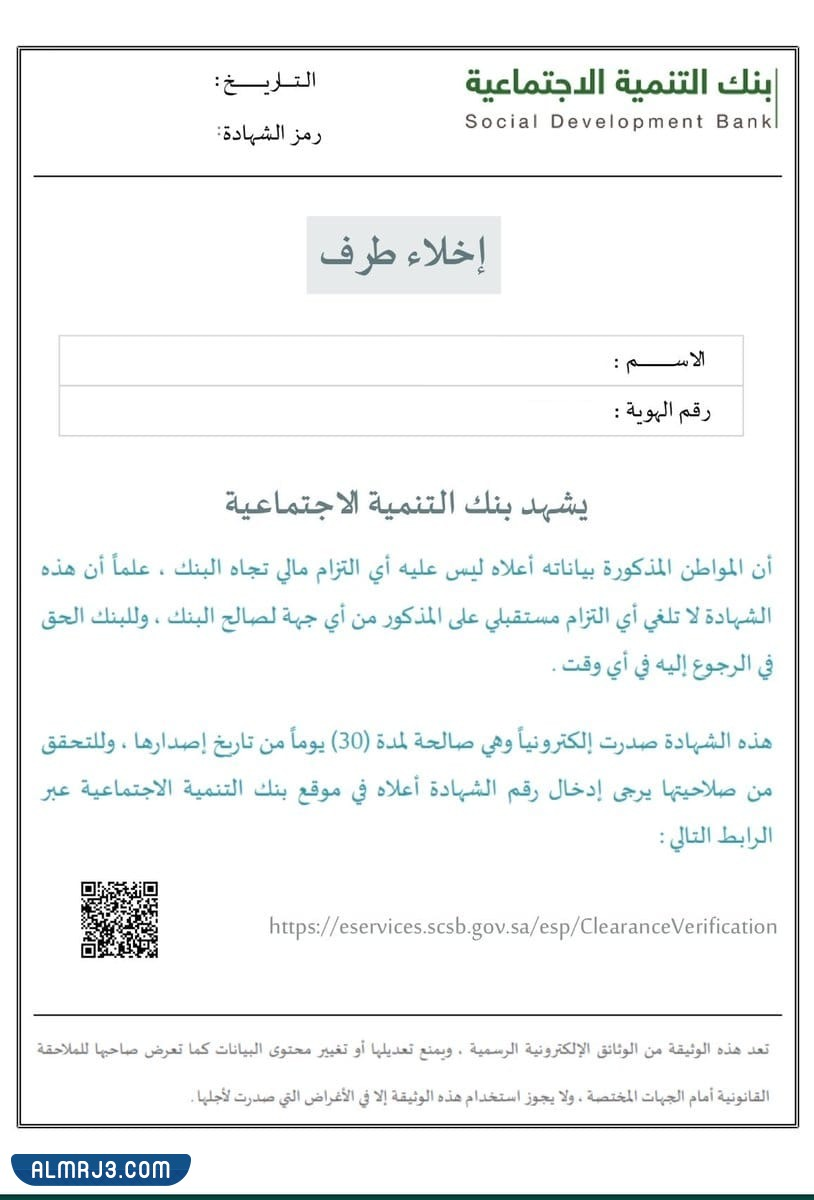 بنك التنمية الاجتماعية
Social Development Bank
التـاريــــخ:
رمز الشهادة:
إخلاء طرف
الاســــــم :
رقم الهوية :
يشهد بنك التنمية الاجتماعية
أن المواطن المذكورة بياناته أعلاه ليس عليه أي التزام مالي تجاه البنك ، علماً أن هذه
الشهادة لا تلغي أي التزام مستقبلي على المذكور من أي جهة لصالح البنك ، وللبنك الحق
في الرجوع إليه في أي وقت .
هذه الشهادة صدرت إلكترونياً وهي صالحة لمدة (30) يوماً من تاريخ إصدارها ، وللتحقق
من صلاحيتها يرجى إدخال رقم الشهادة أعلاه في موقع بنك التنمية الاجتماعية عبر
الرابط التالي :
https://eservices.scsb.gov.sa/esp/ClearanceVerification
تعد هذه الوثيقة من الوثائق الإلكترونية الرسمية ، ويمنع تعديلها أو تغيير محتوى البيانات كما تعرض صاحبها للملاحقة
القانونية أمام الجهات المختصة ، ولا يجوز استخدام هذه الوثيقة إلا في الأغراض التي صدرت لأجلها .
ALMRJ3.COM